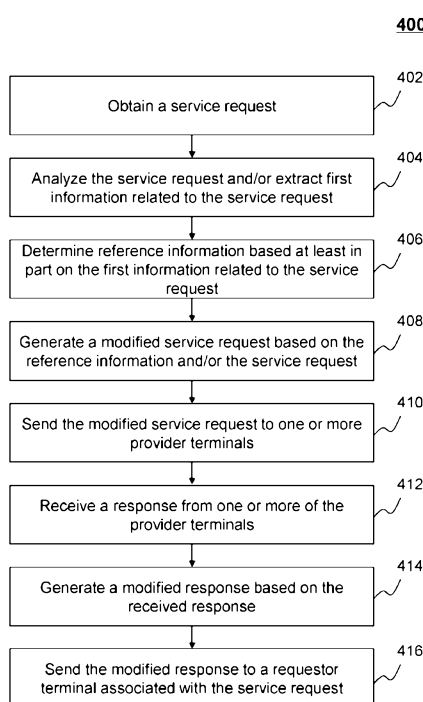 400
402
Obtain a service request
404
Analyze the service request and/or extract first
information related to the service request
406
Determine reference information based at least in
part on the first information related to the service
request
408
Generate a modified service request based on the
reference information and/or the service request
410
Send the modified service request to one or more
provider terminals
412
Receive a response from one or more of the
provider terminals
414
Generate a modified response based on the
received response
416
Send the modified response to a requestor
terminal associated with the service request